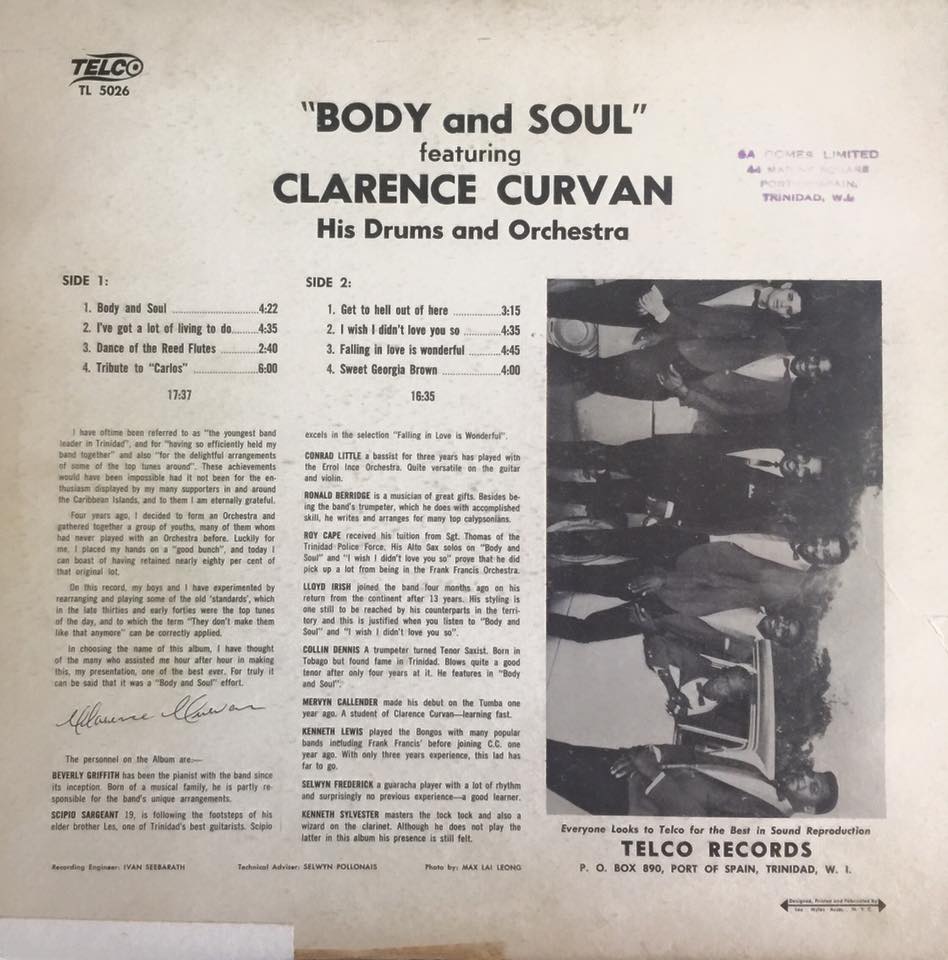 TELCO
TL 5026
"BODY and SOUL"
featuring
CLARENCE CURVAN
His Drums and Orchestra
GOMES LIMITED
TRINIDAD, W.I.
SIDE 1:
1. Body and Soul ..............................4:22
2. I've got a lot of living to do.........4:35
3. Dance of the Reed Flutes .............2:40
4. Tribute to "Carlos" ......................6:00
17:37
I have oftime been referred to as "the youngest band
leader in Trinidad", and for "having so efficiently held my
band together" and also "for the delightful arrangements
of some of the top tunes around". These achievements
would have been impossible had it not been for the en-
thusiasm displayed by my many supporters in and around
the Caribbean Islands, and to them I am eternally grateful.
Four years ago, I decided to form an Orchestra and
gathered together a group of youths, many of them whom
had never played with an Orchestra before. Luckily for
me, I placed my hands on a "good bunch", and today I
can boast of having retained nearly eighty per cent of
that original lot.
On this record, my boys and I have experimented by
rearranging and playing some of the old 'standards', which
in the late thirties and early forties were the top tunes
of the day, and to which the term "They don't make them
like that anymore" can be correctly applied.
In choosing the name of this album, I have thought
of the many who assisted me hour after hour in making
this, my presentation, one of the best ever. For truly it
can be said that it was a "Body and Soul" effort.
Clarence Curvan
The personnel on the Album are:—
BEVERLY GRIFFITH has been the pianist with the band since
its inception. Born of a musical family, he is partly re-
sponsible for the band's unique arrangements.
SCIPIO SARGEANT 19, is following the footsteps of his
elder brother Les, one of Trinidad's best guitarists. Scipio
SIDE 2:
1. Get to hell out of here ...............3:15
2. I wish I didn't love you so ...........4:35
3. Falling in love is wonderful ..........4:45
4. Sweet Georgia Brown ..................4:00
16:35
excels in the selection "Falling in Love is Wonderful".
CONRAD LITTLE a bassist for three years has played with
the Errol Ince Orchestra. Quite versatile on the guitar
and violin.
RONALD BERRIDGE is a musician of great gifts. Besides be-
ing the band's trumpeter, which he does with accomplished
skill, he writes and arranges for many top calypsonians.
ROY CAPE received his tuition from Sgt. Thomas of the
Trinidad Police Force. His Alto Sax solos on "Body and
Soul" and "I wish I didn't love you so" prove that he did
pick up a lot from being in the Frank Francis Orchestra.
LLOYD IRISH joined the band four months ago on his
return from the continent after 13 years. His styling is
one still to be reached by his counterparts in the terri-
tory and this is justified when you listen to "Body and
Soul" and "I wish I didn't love you so".
COLLIN DENNIS A trumpeter turned Tenor Saxist. Born in
Tobago but found fame in Trinidad. Blows quite a good
tenor after only four years at it. He features in "Body
and Soul".
MERVYN CALLENDER made his debut on the Tumba one
year ago. A student of Clarence Curvan—learning fast.
KENNETH LEWIS played the Bongos with many popular
bands including Frank Francis' before joining C.C. one
year ago. With only three years experience, this lad has
far to go.
SELWYN FREDERICK a guaracha player with a lot of rhythm
and surprisingly no previous experience—a good learner.
KENNETH SYLVESTER masters the tock tock and also a
wizard on the clarinet. Although he does not play the
latter in this album his presence is still felt.
Everyone Looks to Telco for the Best in Sound Reproduction
TELCO RECORDS
P. O. BOX 890, PORT OF SPAIN, TRINIDAD, W. I.
Recording Engineer: IVAN SEEBARATH Technical Adviser: SELWYN POLLONAIS Photo by: MAX LAI LEONG
Designed, Printed and Fabricated by